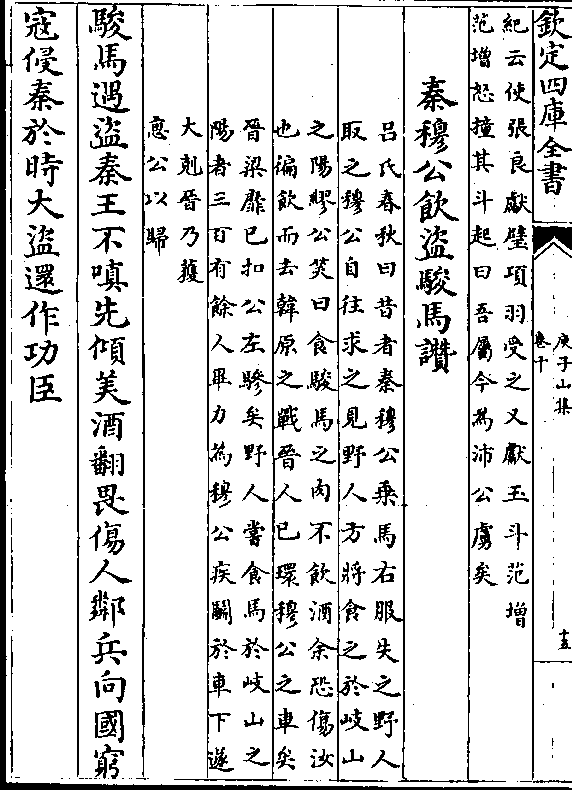 欽定四庫全書
庾子山集
卷十
十五
紀云使張良獻璧項羽受之又獻玉斗范增
范增怒撞其斗起曰吾屬今為沛公虜矣
秦穆公飲盜駿馬讚
吕氏春秋曰昔者秦穆公乗馬右服失之野人
取之穆公自往求之見野人方將食之於岐山
之陽膠公笑曰食駿馬之肉不飲酒余恐傷汝
也徧飲而去韓原之戰晉人已環穆公之車矣
晉梁靡已扣公左驂矣野人嘗食馬於岐山之
陽者三百有餘人畢力為穆公疾鬬於車下遂
大剋晉乃䕶
惠公以歸
駿馬遇盜秦王不嗔先傾美酒翻畏傷人鄰兵向國窮
寇侵秦於時大盜還作功臣